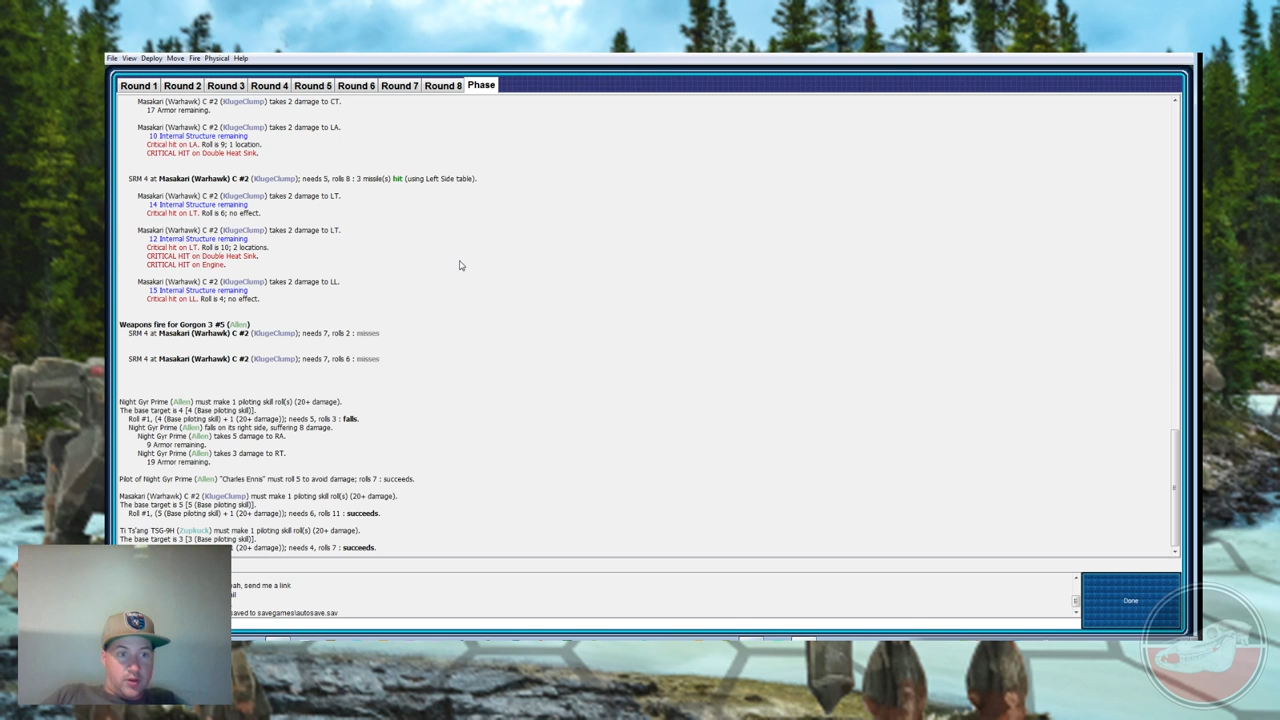 File View Deploy Move Fire Physical Help
Round 1 Round 2 Round 3 Round 4 Round 5 Round 6 Round 7 Round 8 Phase
Masakari (Warhawk) C #2 (KlugeClump) takes 2 damage to CT.
17 Armor remaining.
Masakari (Warhawk) C #2 (KlugeClump) takes 2 damage to LA.
10 Internal Structure remaining
Critical hit on LA. Roll is 9; 1 location.
CRITICAL HIT on Double Heat Sink.
SRM 4 at Masakari (Warhawk) C #2 (KlugeClump); needs 5, rolls 8 : 3 missile(s) hit (using Left Side table).
Masakari (Warhawk) C #2 (KlugeClump) takes 2 damage to LT.
14 Internal Structure remaining
Critical hit on LT. Roll is 6; no effect.
Masakari (Warhawk) C #2 (KlugeClump) takes 2 damage to LT.
12 Internal Structure remaining
Critical hit on LT. Roll is 10; 2 locations.
CRITICAL HIT on Double Heat Sink.
CRITICAL HIT on Engine.
Masakari (Warhawk) C #2 (KlugeClump) takes 2 damage to LL.
15 Internal Structure remaining
Critical hit on LL. Roll is 4; no effect.
Weapons fire for Gorgon 3 #5 (Allen)
SRM 4 at Masakari (Warhawk) C #2 (KlugeClump); needs 7, rolls 2 : misses
SRM 4 at Masakari (Warhawk) C #2 (KlugeClump); needs 7, rolls 6 : misses
Night Gyr Prime (Allen) must make 1 piloting skill roll(s) (20+ damage).
The base target is 4 [4 (Base piloting skill)].
Roll #1, (4 (Base piloting skill) + 1 (20+ damage)); needs 5, rolls 3 : falls.
Night Gyr Prime (Allen) falls on its right side, suffering 8 damage.
Night Gyr Prime (Allen) takes 5 damage to RA.
9 Armor remaining.
Night Gyr Prime (Allen) takes 3 damage to RT.
19 Armor remaining.
Pilot of Night Gyr Prime (Allen) "Charles Ennis" must roll 5 to avoid damage; rolls 7 : succeeds.
Masakari (Warhawk) C #2 (KlugeClump) must make 1 piloting skill roll(s) (20+ damage).
The base target is 5 [5 (Base piloting skill)].
Roll #1, (5 (Base piloting skill) + 1 (20+ damage)); needs 6, rolls 11 : succeeds.
Ti Ts'ang TSG-9H (Zupkuck) must make 1 piloting skill roll(s) (20+ damage).
The base target is 3 [3 (Base piloting skill)].
(20+ damage)); needs 4, rolls 7 : succeeds.
send me a link
saved to savegames\autosave.sav
Done